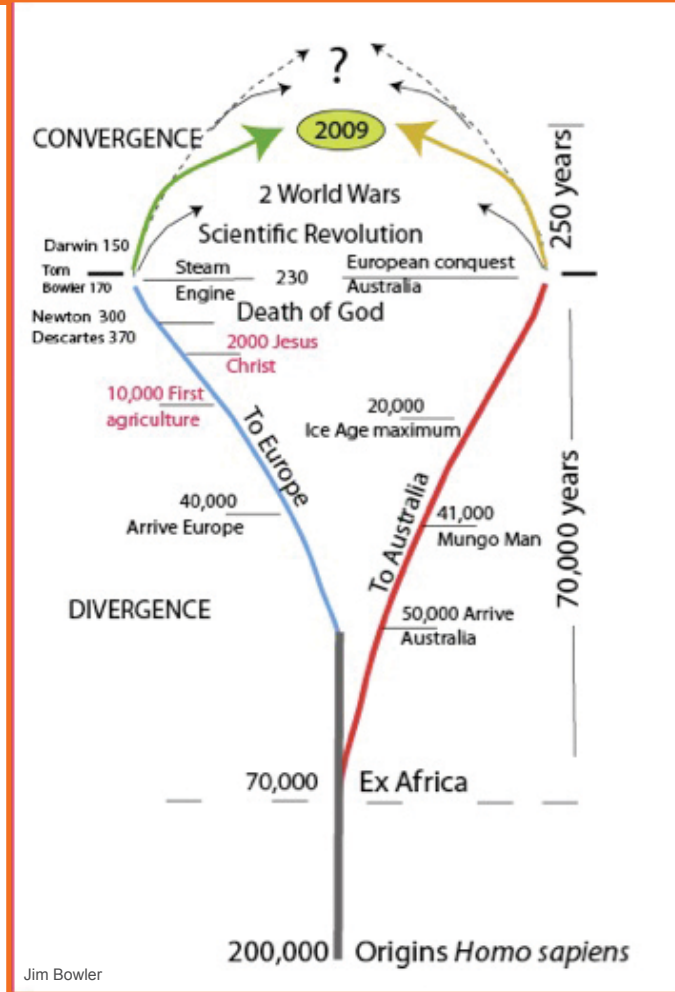 ?
CONVERGENCE
2009
250 years
2 World Wars
Scientific Revolution
Darwin 150
Tom
Bowler 170
Steam
Engine
230
European conquest
Australia
Newton 300
Descartes 370
Death of God
2000 Jesus
Christ
10,000 First
agriculture
20,000
Ice Age maximum
To Europe
To Australia
40,000
Arrive Europe
41,000
Mungo Man
70,000 years
DIVERGENCE
50,000 Arrive
Australia
70,000
Ex Africa
200,000
Origins Homo sapiens
Jim Bowler